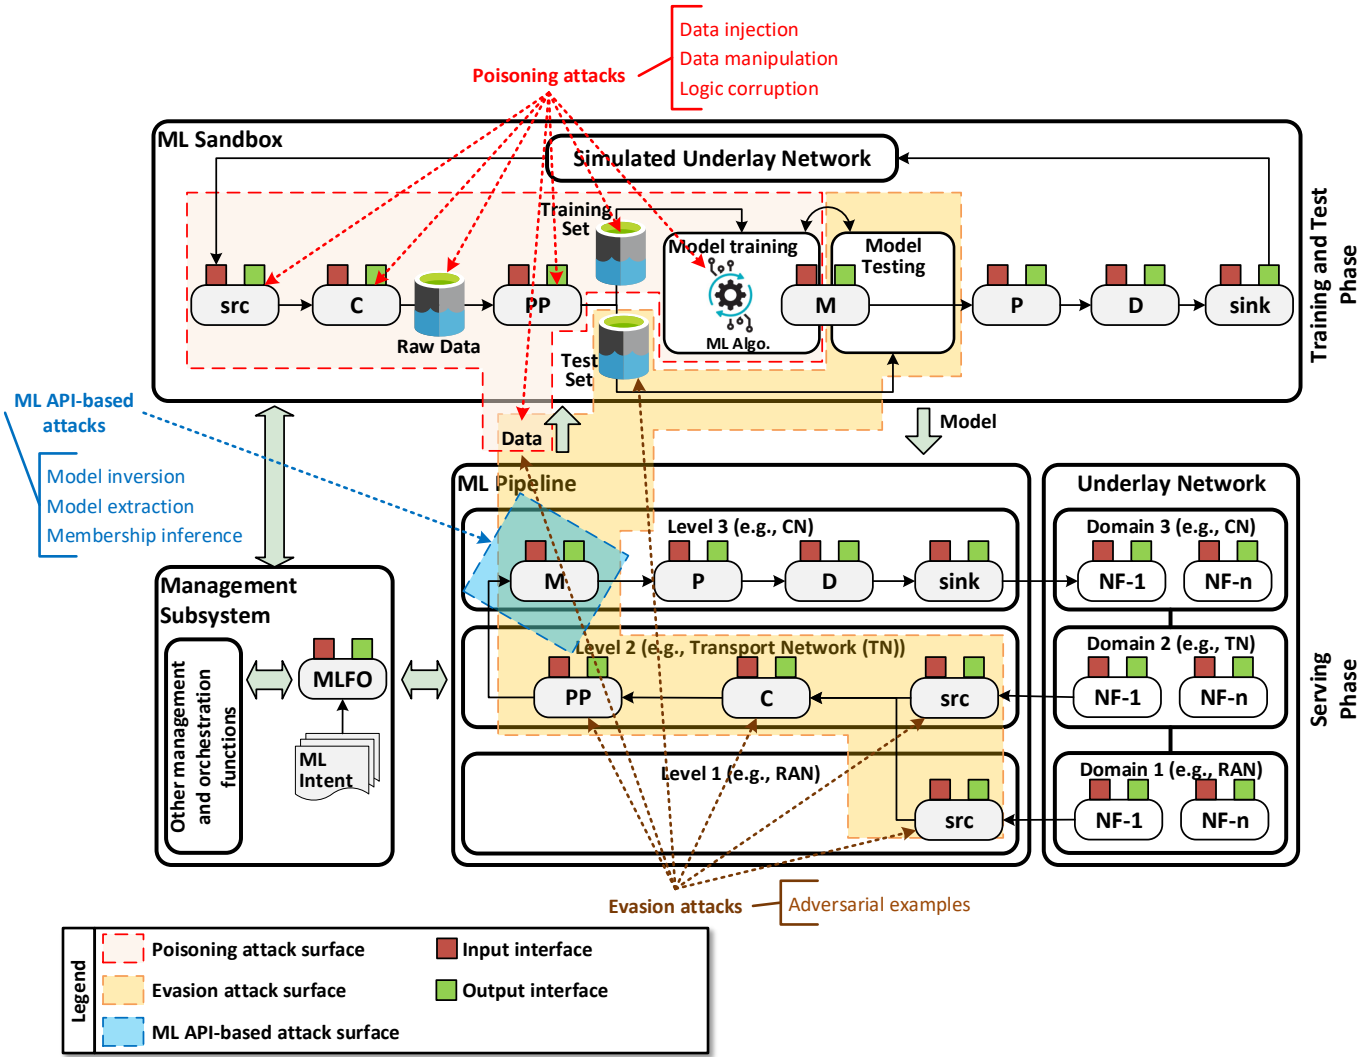 Data injection
Data manipulation
Logic corruption
Poisoning attacks
ML Sandbox
Simulated Underlay Network
Training
Set
Model training
Model
Testing
src
C
PP
M
P
D
sink
Raw Data
ML Algo.
Test
Set
Training and Test
Phase
ML API-based
attacks
Model inversion
Model extraction
Membership inference
Data
Model
ML Pipeline
Level 3 (e.g., CN)
M
P
D
sink
Level 2 (e.g., Transport Network (TN))
PP
C
src
Level 1 (e.g., RAN)
src
Underlay Network
Domain 3 (e.g., CN)
NF-1
NF-n
Domain 2 (e.g., TN)
NF-1
NF-n
Domain 1 (e.g., RAN)
NF-1
NF-n
Serving
Phase
Management
Subsystem
Other management
and orchestration
functions
MLFO
ML
Intent
Evasion attacks
Adversarial examples
Legend
Poisoning attack surface
Input interface
Evasion attack surface
Output interface
ML API-based attack surface